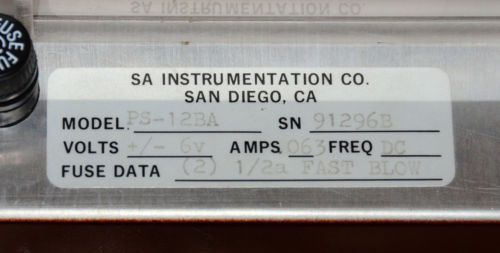 SA INSTRUMENTATION CO.
SAN DIEGO, CA
MODEL PS-12BA SN 91296B
VOLTS +/- 6v AMPS 063 FREQ DC
FUSE DATA (2) 1/2a FAST BLOW